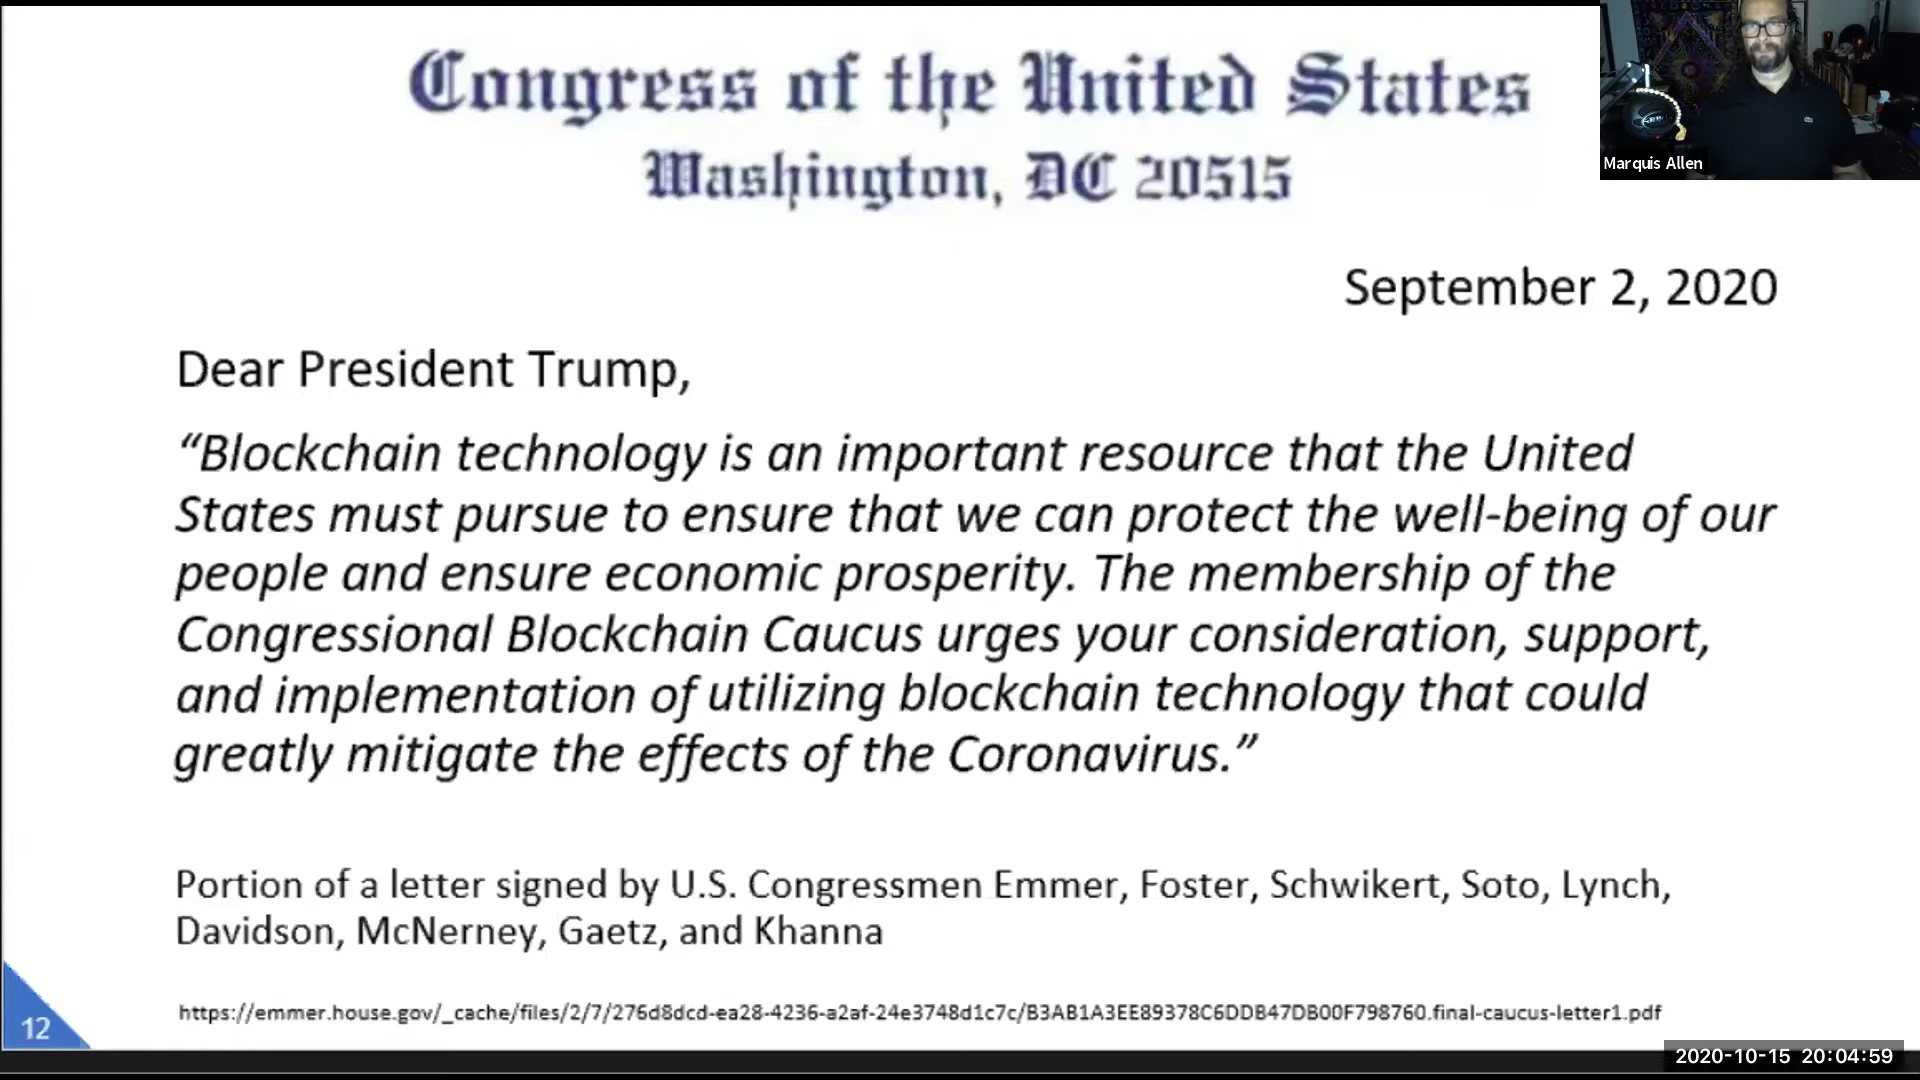 Congress of the United States
Washington, DC 20515
Marquis Allen
September 2, 2020
Dear President Trump,
“Blockchain technology is an important resource that the United
States must pursue to ensure that we can protect the well-being of our
people and ensure economic prosperity. The membership of the
Congressional Blockchain Caucus urges your consideration, support,
and implementation of utilizing blockchain technology that could
greatly mitigate the effects of the Coronavirus.”
Portion of a letter signed by U.S. Congressmen Emmer, Foster, Schwikert, Soto, Lynch,
Davidson, McNerney, Gaetz, and Khanna
https://emmer.house.gov/_cache/files/2/7/276d8dcd-ea28-4236-a2af-24e3748d1c7c/B3AB1A3EE89378C6DDB47DB00F798760.final-caucus-letter1.pdf
12
2020-10-15 20:04:59